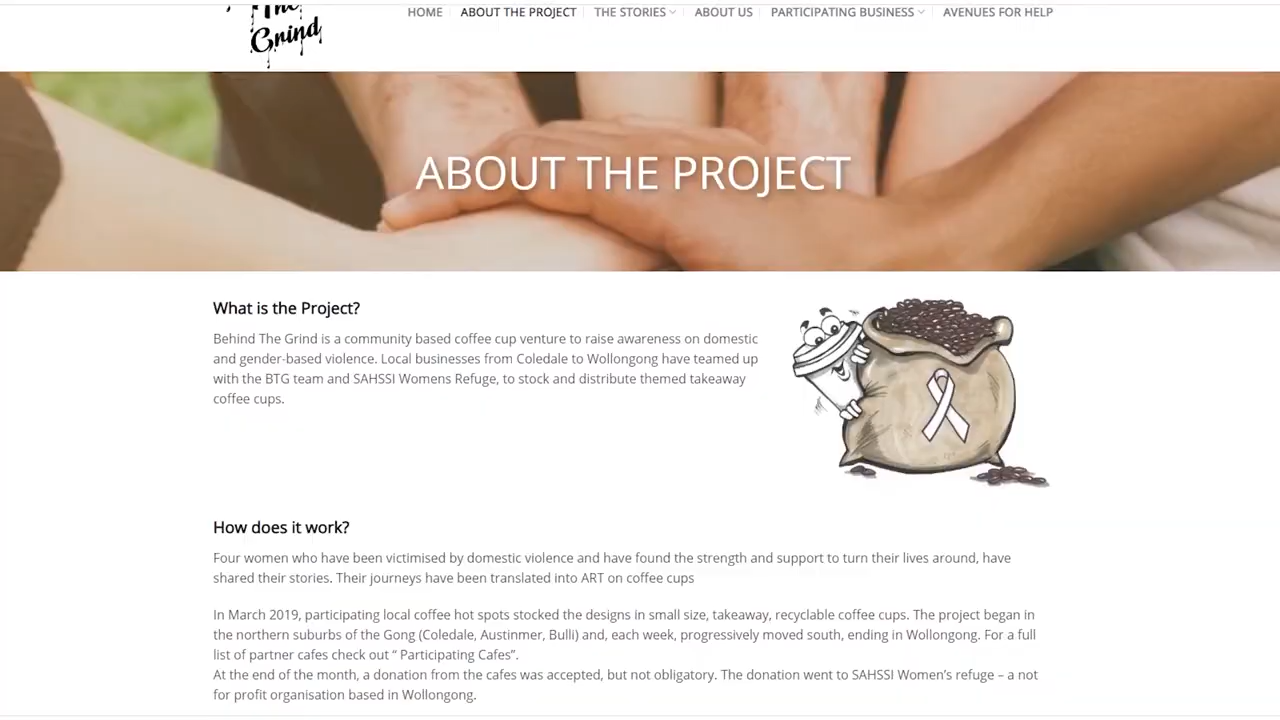 The
Grind
HOME
ABOUT THE PROJECT
THE STORIES
ABOUT US
PARTICIPATING BUSINESS
AVENUES FOR HELP
ABOUT THE PROJECT
What is the Project?
Behind The Grind is a community based coffee cup venture to raise awareness on domestic
and gender-based violence. Local businesses from Coledale to Wollongong have teamed up
with the BTG team and SAHSSI Womens Refuge, to stock and distribute themed takeaway
coffee cups.
How does it work?
Four women who have been victimised by domestic violence and have found the strength and support to turn their lives around, have
shared their stories. Their journeys have been translated into ART on coffee cups
In March 2019, participating local coffee hot spots stocked the designs in small size, takeaway, recyclable coffee cups. The project began in
the northern suburbs of the Gong (Coledale, Austinmer, Bulli) and, each week, progressively moved south, ending in Wollongong. For a full
list of partner cafes check out “ Participating Cafes”.
At the end of the month, a donation from the cafes was accepted, but not obligatory. The donation went to SAHSSI Women’s refuge – a not
for profit organisation based in Wollongong.